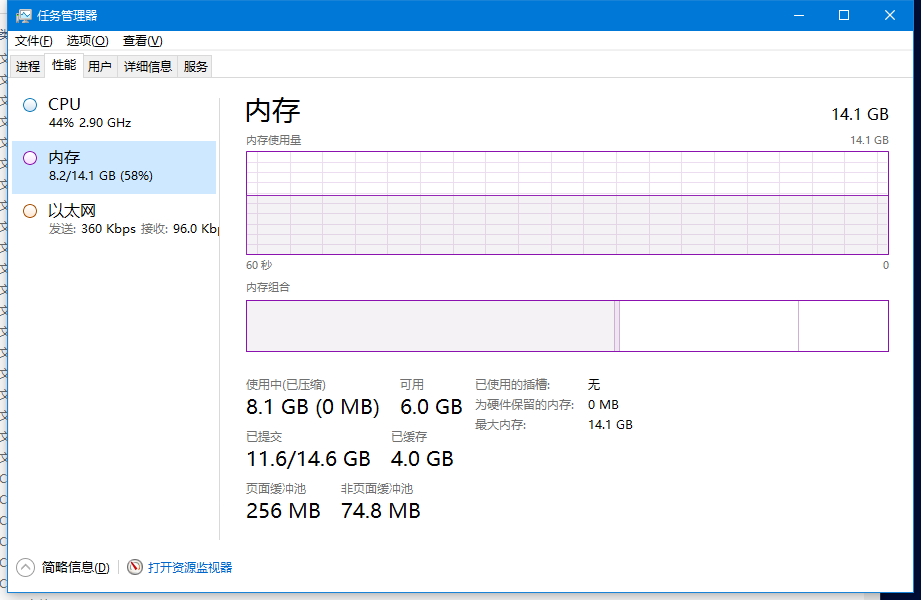 任务管理器
文件(F) 选项(O) 查看(V)
进程 性能 用户 详细信息 服务
CPU
44% 2.90 GHz
内存
8.2/14.1 GB (58%)
以太网
发送: 360 Kbps 接收: 96.0 Kbp
内存 14.1 GB
内存使用量 14.1 GB
60 秒 0
内存组合
使用中(已压缩) 可用
8.1 GB (0 MB) 6.0 GB
已提交 已缓存
11.6/14.6 GB 4.0 GB
页面缓冲池 非页面缓冲池
256 MB 74.8 MB
已使用的插槽: 无
为硬件保留的内存: 0 MB
最大内存: 14.1 GB
简略信息(D) 打开资源监视器